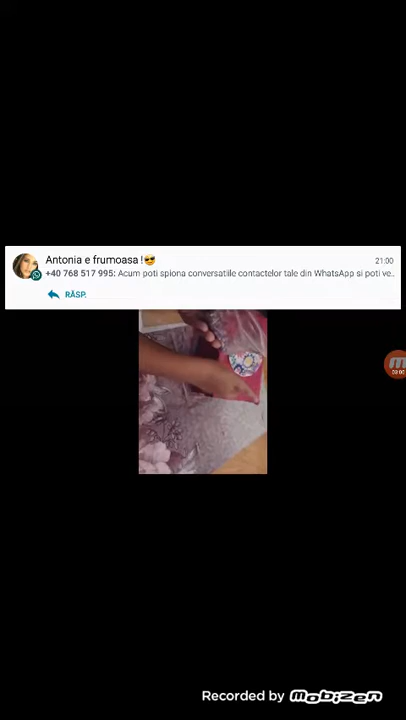 Antonia e frumoasa !😎
21:00
+40 768 517 995: Acum poti spiona conversatiile contactelor tale din WhatsApp si poti ve..
RĂSP.
Recorded by Mobizen